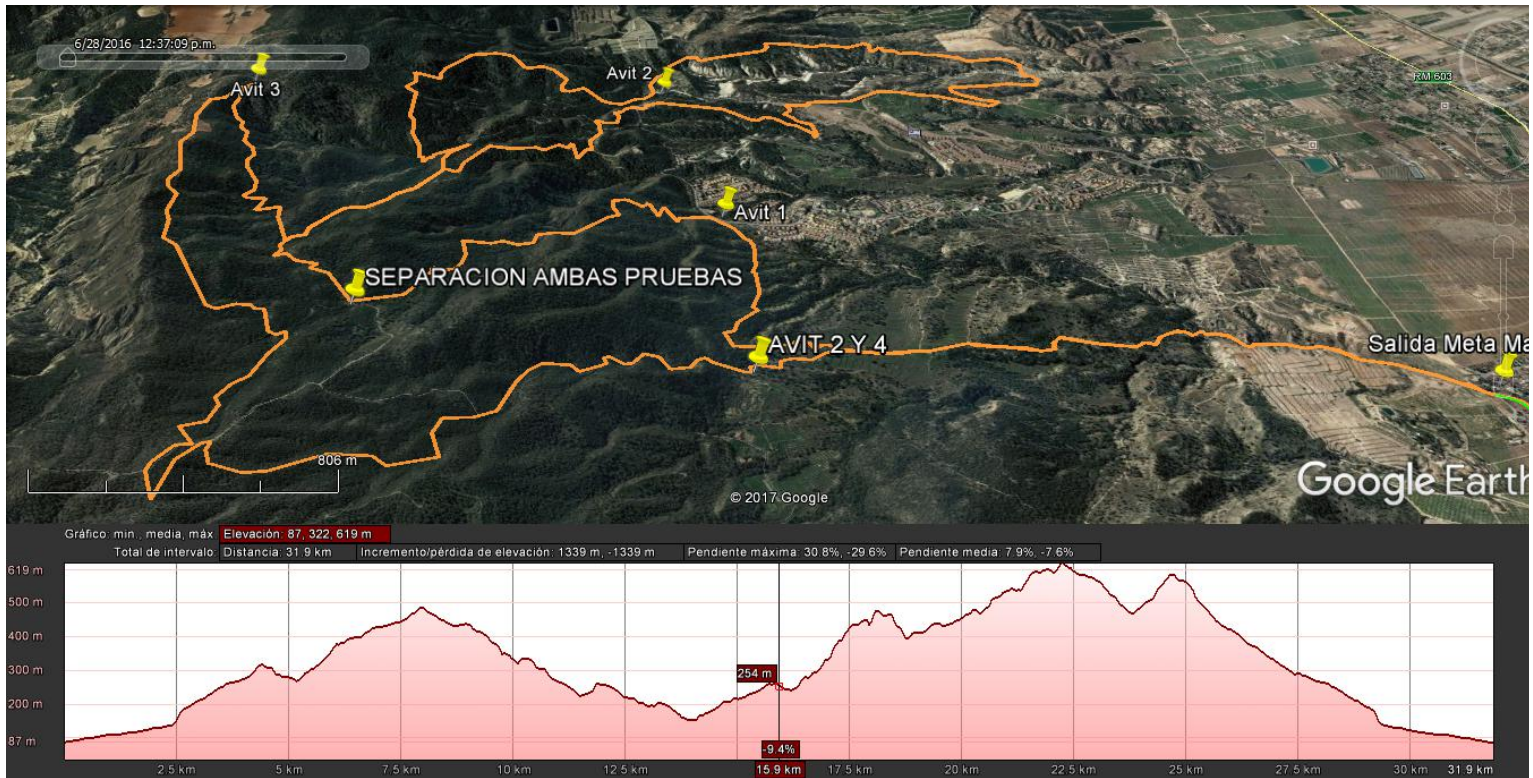 6/28/2016 12:37:09 p.m.
Avit 3
Avit 2
RM-603
Avit 1
SEPARACION AMBAS PRUEBAS
AVIT 2 Y 4
Salida Meta Ma
806 m
© 2017 Google
Google Earth
Gráfico: min., media, máx Elevación: 87, 322, 619 m
Total de intervalo: Distancia: 31.9 km Incremento/pérdida de elevación: 1339 m, -1339 m Pendiente máxima: 30.8%, -29.6% Pendiente media: 7.9%, -7.6%
619 m
500 m
400 m
300 m
254 m
200 m
87 m
-9.4%
2.5 km 5 km 7.5 km 10 km 12.5 km 15.9 km 17.5 km 20 km 22.5 km 25 km 27.5 km 30 km 31.9 km